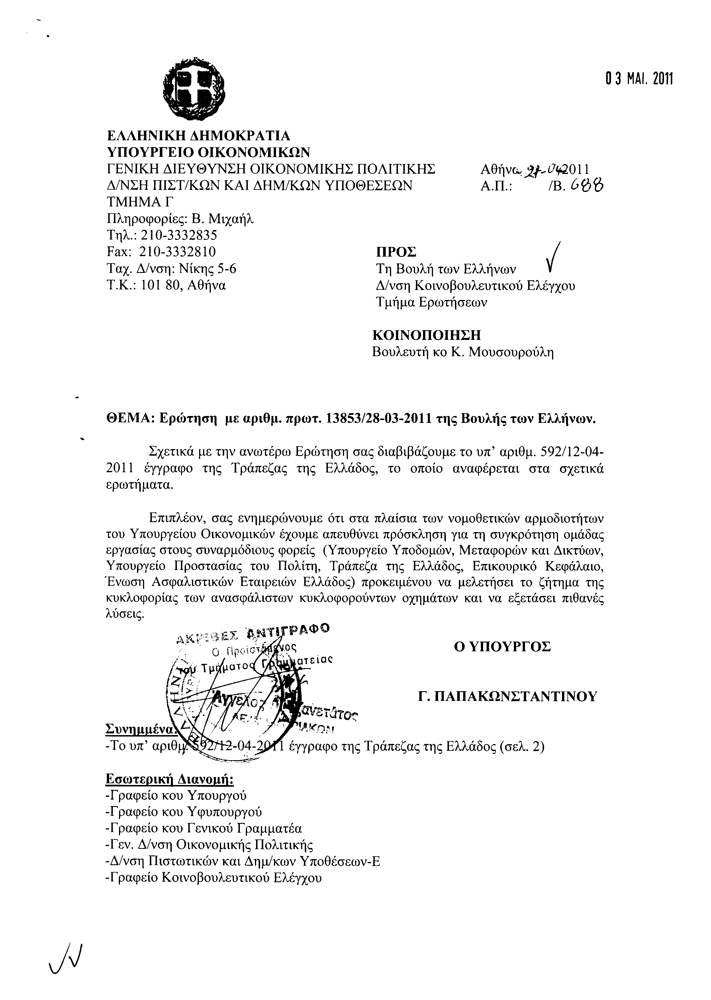 0 3 ΜΑΙ. 2011
ΕΛΛΗΝΙΚΗ ΔΗΜΟΚΡΑΤΙΑ
ΥΠΟΥΡΓΕΙΟ ΟΙΚΟΝΟΜΙΚΩΝ
ΓΕΝΙΚΗ ΔΙΕΥΘΥΝΣΗ ΟΙΚΟΝΟΜΙΚΗΣ ΠΟΛΙΤΙΚΗΣ
Δ/ΝΣΗ ΠΙΣΤ/ΚΩΝ ΚΑΙ ΔΗΜ/ΚΩΝ ΥΠΟΘΕΣΕΩΝ
ΤΜΗΜΑ Γ
Πληροφορίες: Β. Μιχαήλ
Τηλ.: 210-3332835
Fax: 210-3332810
Ταχ. Δ/νση: Νίκης 5-6
Τ.Κ.: 101 80, Αθήνα
Αθήνα, 27-04-2011
Α.Π.: /Β. 688
ΠΡΟΣ
Τη Βουλή των Ελλήνων
Δ/νση Κοινοβουλευτικού Ελέγχου
Τμήμα Ερωτήσεων
ΚΟΙΝΟΠΟΙΗΣΗ
Βουλευτή κο Κ. Μουσουρούλη
ΘΕΜΑ: Ερώτηση με αριθμ. πρωτ. 13853/28-03-2011 της Βουλής των Ελλήνων.
Σχετικά με την ανωτέρω Ερώτηση σας διαβιβάζουμε το υπ’ αριθμ. 592/12-04-
2011 έγγραφο της Τράπεζας της Ελλάδος, το οποίο αναφέρεται στα σχετικά
ερωτήματα.
Επιπλέον, σας ενημερώνουμε ότι στα πλαίσια των νομοθετικών αρμοδιοτήτων
του Υπουργείου Οικονομικών έχουμε απευθύνει πρόσκληση για τη συγκρότηση ομάδας
εργασίας στους συναρμόδιους φορείς (Υπουργείο Υποδομών, Μεταφορών και Δικτύων,
Υπουργείο Προστασίας του Πολίτη, Τράπεζα της Ελλάδος, Επικουρικό Κεφάλαιο,
Ένωση Ασφαλιστικών Εταιρειών Ελλάδος) προκειμένου να μελετήσει το ζήτημα της
κυκλοφορίας των ανασφάλιστων κυκλοφορούντων οχημάτων και να εξετάσει πιθανές
λύσεις.
ΑΚΡΙΒΕΣ ΑΝΤΙΓΡΑΦΟ
Ο Προϊστάμενος
του Τμήματος Γραμματείας
Άγγελος
Ο ΥΠΟΥΡΓΟΣ
Γ. ΠΑΠΑΚΩΝΣΤΑΝΤΙΝΟΥ
Συνημμένα:
-Το υπ’ αριθμ. 592/12-04-2011 έγγραφο της Τράπεζας της Ελλάδος (σελ. 2)
Εσωτερική Διανομή:
-Γραφείο κου Υπουργού
-Γραφείο κου Υφυπουργού
-Γραφείο κου Γενικού Γραμματέα
-Γεν. Δ/νση Οικονομικής Πολιτικής
-Δ/νση Πιστωτικών και Δημ/κων Υποθέσεων-Ε
-Γραφείο Κοινοβουλευτικού Ελέγχου